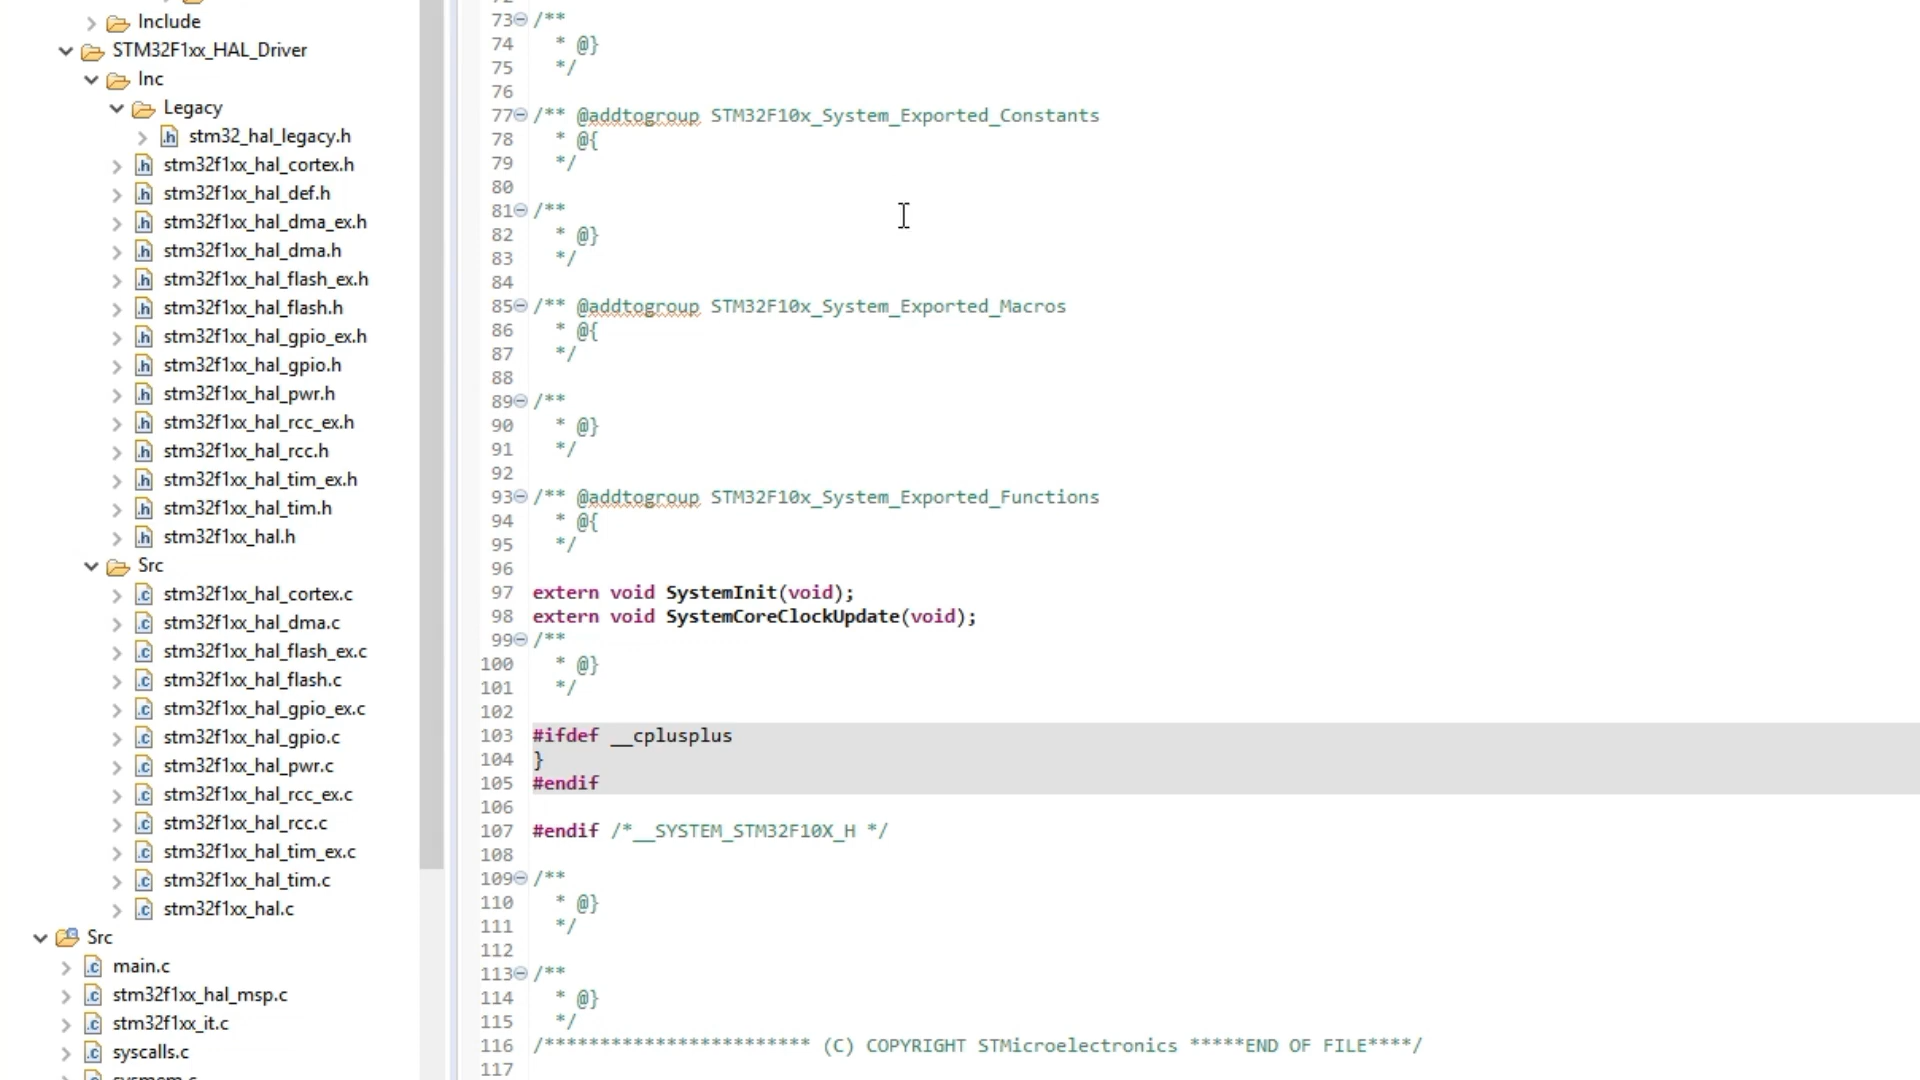 Include
STM32F1xx_HAL_Driver
Inc
Legacy
stm32_hal_legacy.h
stm32f1xx_hal_cortex.h
stm32f1xx_hal_def.h
stm32f1xx_hal_dma_ex.h
stm32f1xx_hal_dma.h
stm32f1xx_hal_flash_ex.h
stm32f1xx_hal_flash.h
stm32f1xx_hal_gpio_ex.h
stm32f1xx_hal_gpio.h
stm32f1xx_hal_pwr.h
stm32f1xx_hal_rcc_ex.h
stm32f1xx_hal_rcc.h
stm32f1xx_hal_tim_ex.h
stm32f1xx_hal_tim.h
stm32f1xx_hal.h
Src
stm32f1xx_hal_cortex.c
stm32f1xx_hal_dma.c
stm32f1xx_hal_flash_ex.c
stm32f1xx_hal_flash.c
stm32f1xx_hal_gpio_ex.c
stm32f1xx_hal_gpio.c
stm32f1xx_hal_pwr.c
stm32f1xx_hal_rcc_ex.c
stm32f1xx_hal_rcc.c
stm32f1xx_hal_tim_ex.c
stm32f1xx_hal_tim.c
stm32f1xx_hal.c
Src
main.c
stm32f1xx_hal_msp.c
stm32f1xx_it.c
syscalls.c
sysmem.c
73 /**
74   * @}
75   */
76
77 /** @addtogroup STM32F10x_System_Exported_Constants
78   * @{
79   */
80
81 /**
82   * @}
83   */
84
85 /** @addtogroup STM32F10x_System_Exported_Macros
86   * @{
87   */
88
89 /**
90   * @}
91   */
92
93 /** @addtogroup STM32F10x_System_Exported_Functions
94   * @{
95   */
96
97 extern void SystemInit(void);
98 extern void SystemCoreClockUpdate(void);
99 /**
100   * @}
101   */
102
103 #ifdef __cplusplus
104 }
105 #endif
106
107 #endif /*__SYSTEM_STM32F10X_H */
108
109 /**
110   * @}
111   */
112
113 /**
114   * @}
115   */
116 /************************ (C) COPYRIGHT STMicroelectronics *****END OF FILE****/
117